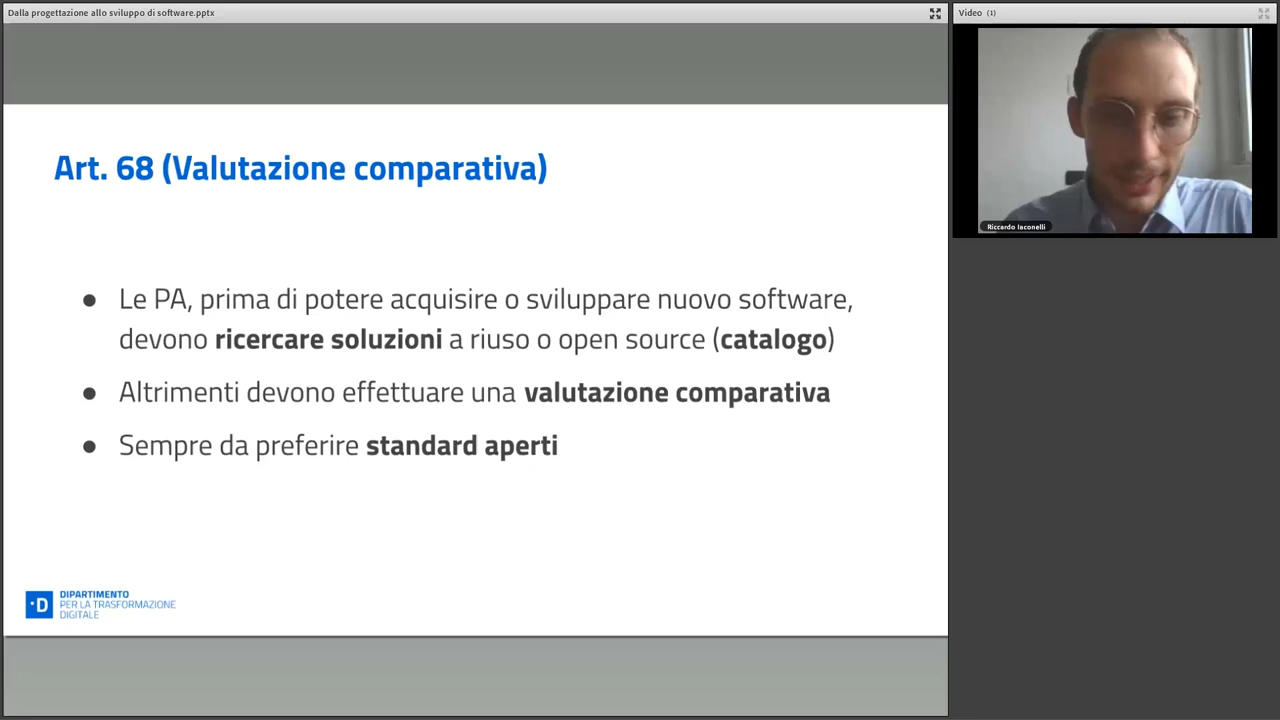 Dalla progettazione allo sviluppo di software.pptx
Video (1)
Art. 68 (Valutazione comparativa)
● Le PA, prima di potere acquisire o sviluppare nuovo software,
devono ricercare soluzioni a riuso o open source (catalogo)
● Altrimenti devono effettuare una valutazione comparativa
● Sempre da preferire standard aperti
Riccardo Iaconelli
D
DIPARTIMENTO
PER LA TRASFORMAZIONE
DIGITALE